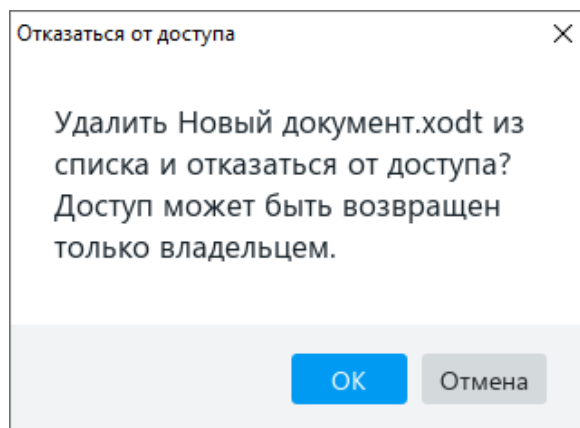 Отказаться от доступа
Удалить Новый документ.xodt из
списка и отказаться от доступа?
Доступ может быть возвращен
только владельцем.
ОК
Отмена